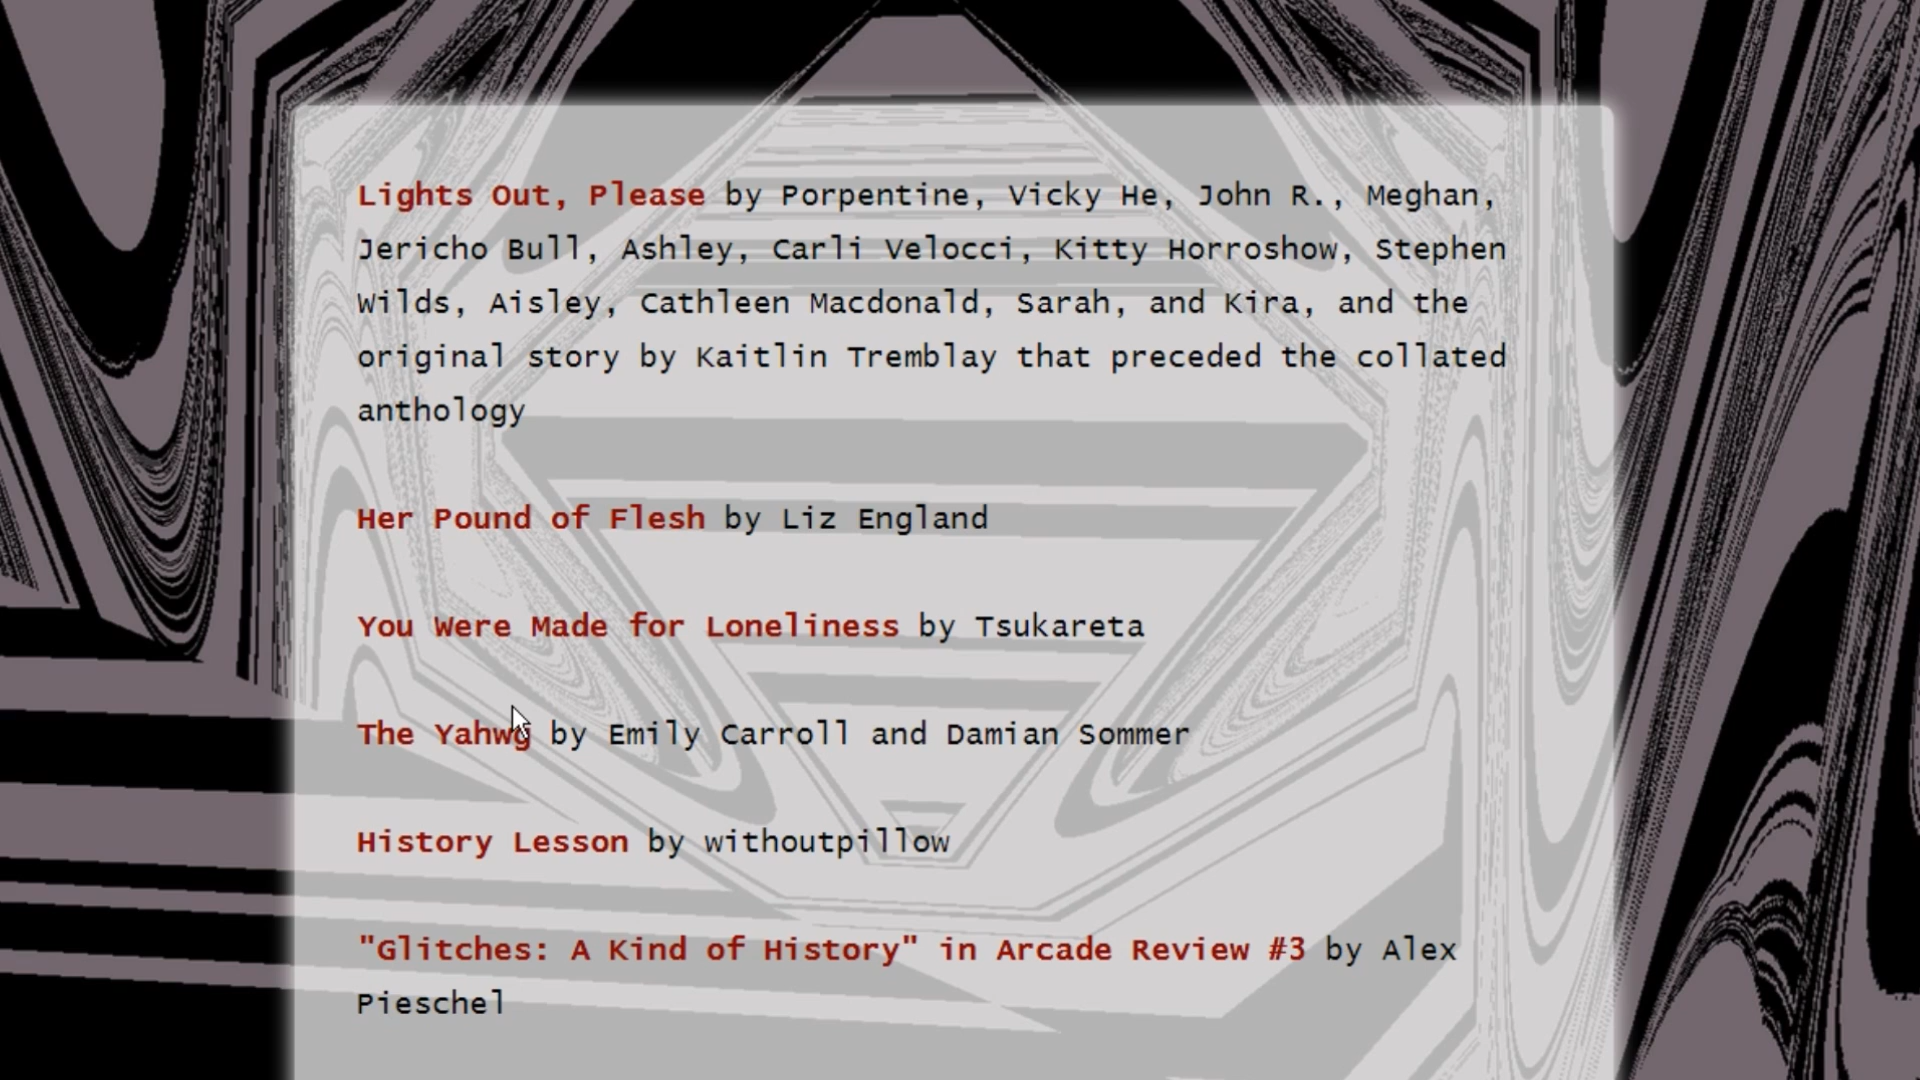 Lights Out, Please by Porpentine, Vicky He, John R., Meghan,
Jericho Bull, Ashley, Carli Velocci, Kitty Horroshow, Stephen
Wilds, Aisley, Cathleen Macdonald, Sarah, and Kira, and the
original story by Kaitlin Tremblay that preceded the collated
anthology
Her Pound of Flesh by Liz England
You Were Made for Loneliness by Tsukareta
The Yahwg by Emily Carroll and Damian Sommer
History Lesson by withoutpillow
"Glitches: A Kind of History" in Arcade Review #3 by Alex
Pieschel